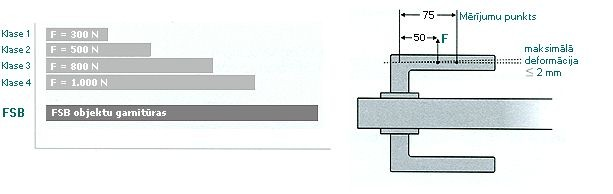 Klase 1 F = 300 N
Klase 2 F = 500 N
Klase 3 F = 800 N
Klase 4 F = 1.000 N
FSB FSB objektu garnitūras
75 Mērījumu punkts
50 F
maksimālā
deformācija
≤ 2 mm